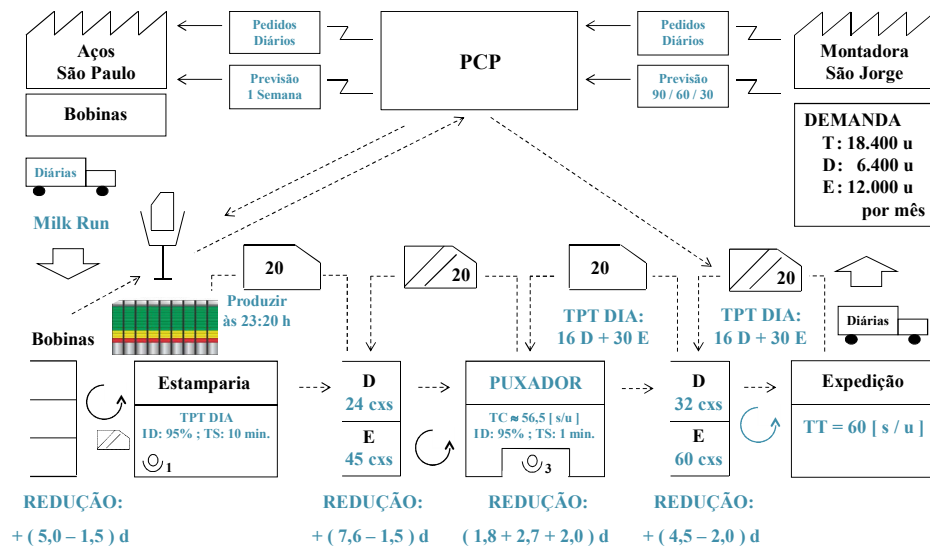 Aços
São Paulo
Bobinas
Pedidos
Diários
Previsão
1 Semana
PCP
Pedidos
Diários
Previsão
90 / 60 / 30
Montadora
São Jorge
DEMANDA
T: 18.400 u
D: 6.400 u
E: 12.000 u
por mês
Diárias
Milk Run
20
20
20
20
Produzir
às 23:20 h
TPT DIA:
16 D + 30 E
TPT DIA:
16 D + 30 E
Diárias
Bobinas
Estamparia
TPT DIA
ID: 95% ; TS: 10 min.
1
D
24 cxs
E
45 cxs
PUXADOR
TC ≈ 56,5 [ s/u ]
ID: 95% ; TS: 1 min.
3
D
32 cxs
E
60 cxs
Expedição
TT = 60 [ s / u ]
REDUÇÃO:
+ ( 5,0 – 1,5 ) d
REDUÇÃO:
+ ( 7,6 – 1,5 ) d
REDUÇÃO:
( 1,8 + 2,7 + 2,0 ) d
REDUÇÃO:
+ ( 4,5 – 2,0 ) d